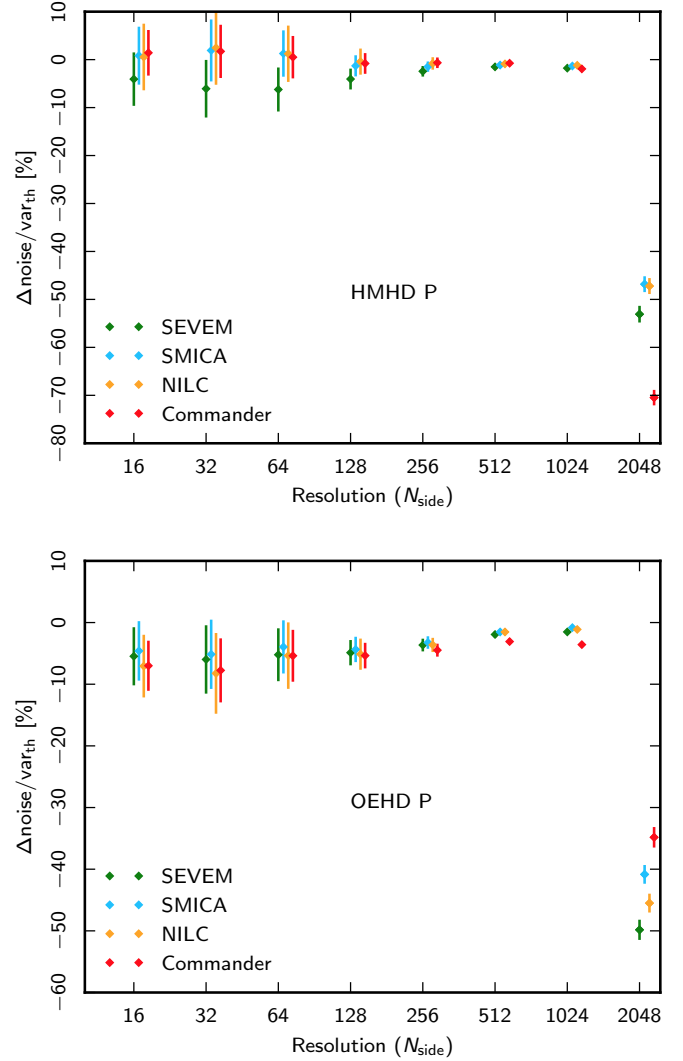 10
0
−10
−20
−30
−40
−50
−60
−70
−80
Δnoise/var_th [%]
HMHD P
SEVEM
SMICA
NILC
Commander
16 32 64 128 256 512 1024 2048
Resolution (N_side)
10
0
−10
−20
−30
−40
−50
−60
Δnoise/var_th [%]
OEHD P
SEVEM
SMICA
NILC
Commander
16 32 64 128 256 512 1024 2048
Resolution (N_side)